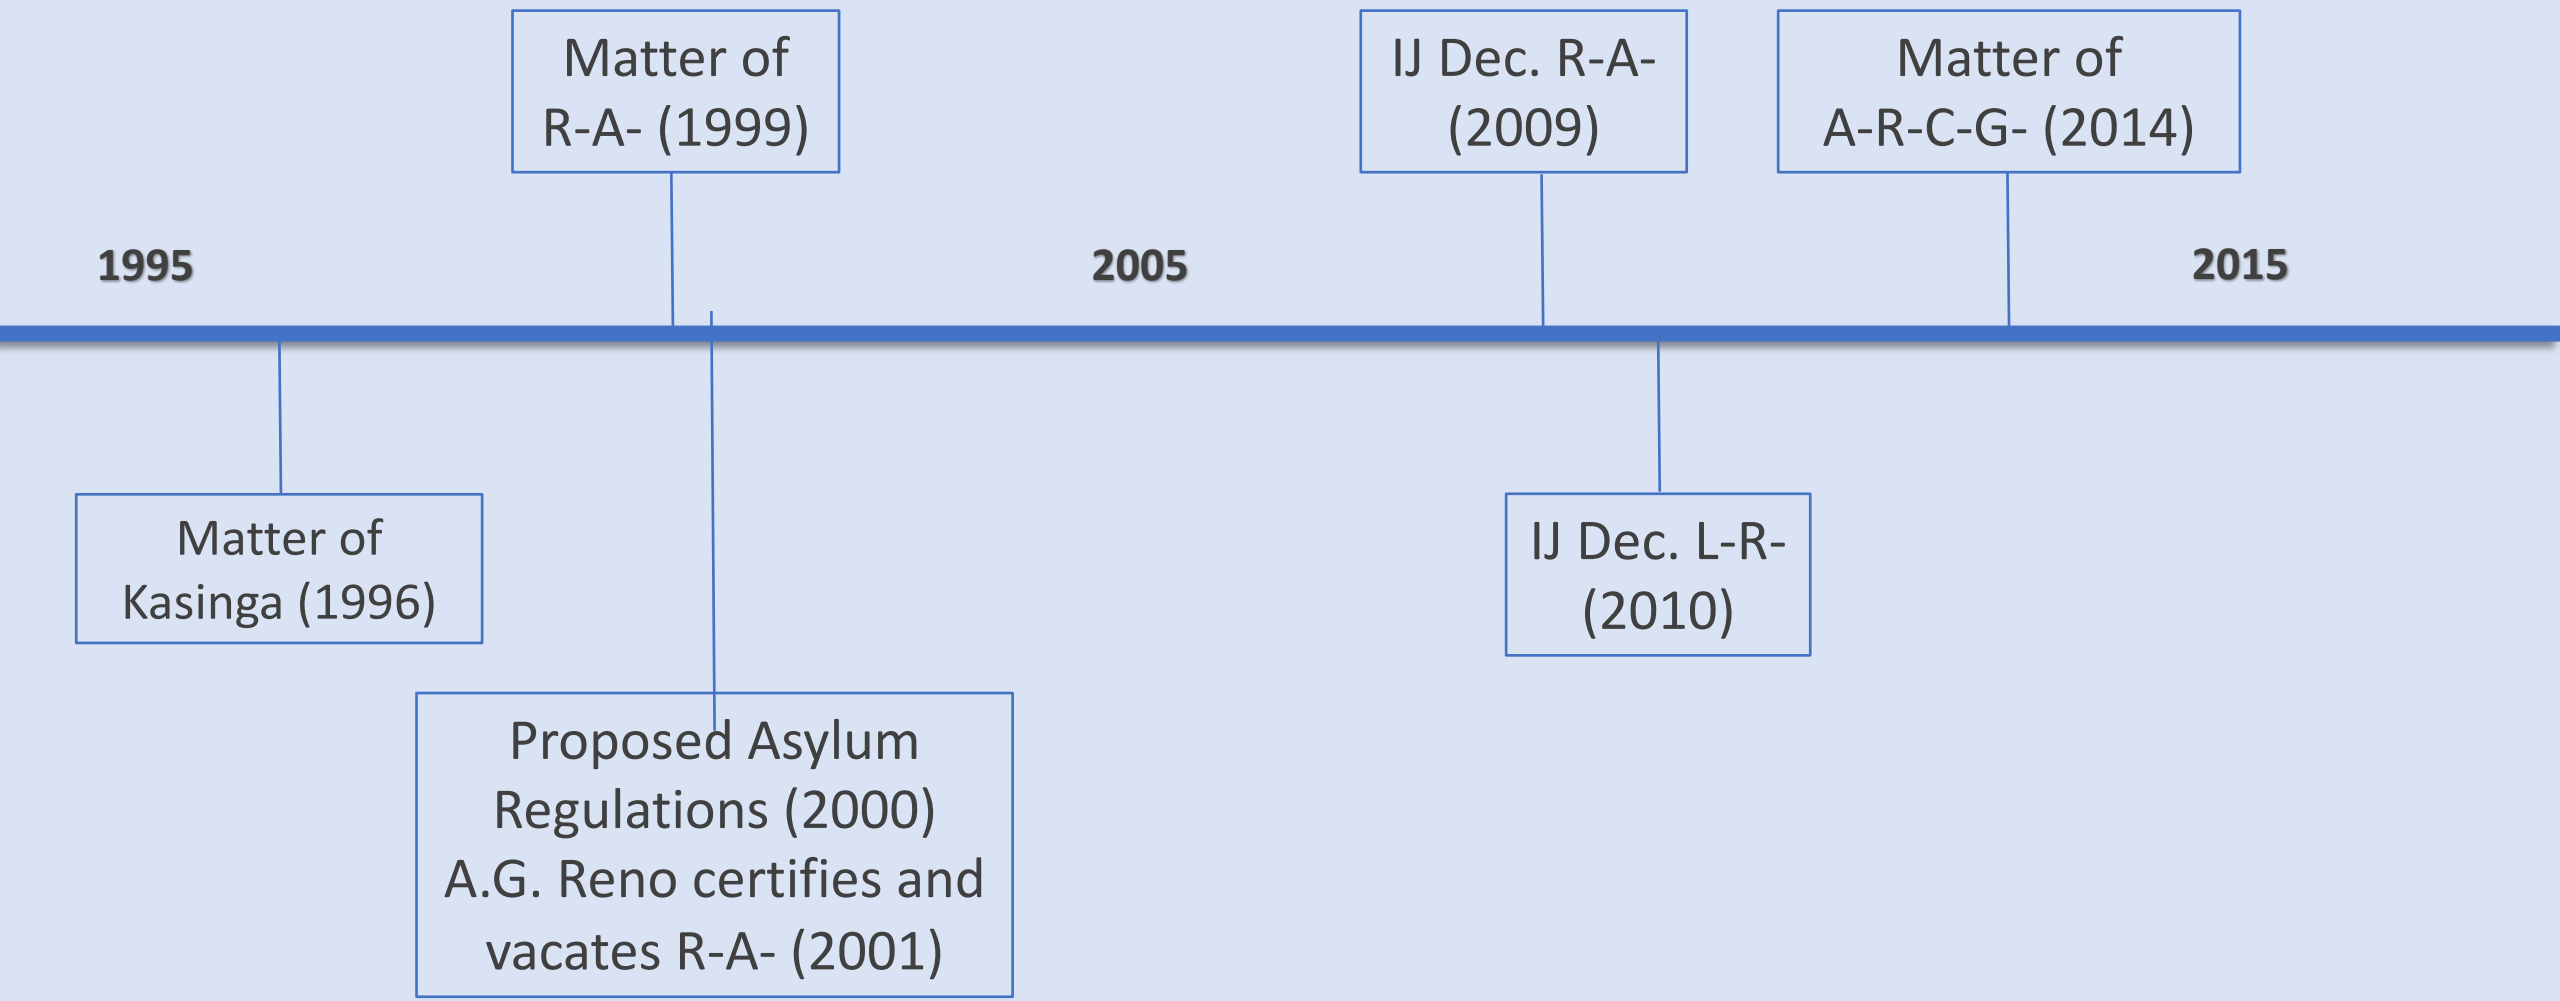 Matter of
R-A- (1999)
IJ Dec. R-A-
(2009)
Matter of
A-R-C-G- (2014)
1995
2005
2015
Matter of
Kasinga (1996)
IJ Dec. L-R-
(2010)
Proposed Asylum
Regulations (2000)
A.G. Reno certifies and
vacates R-A- (2001)